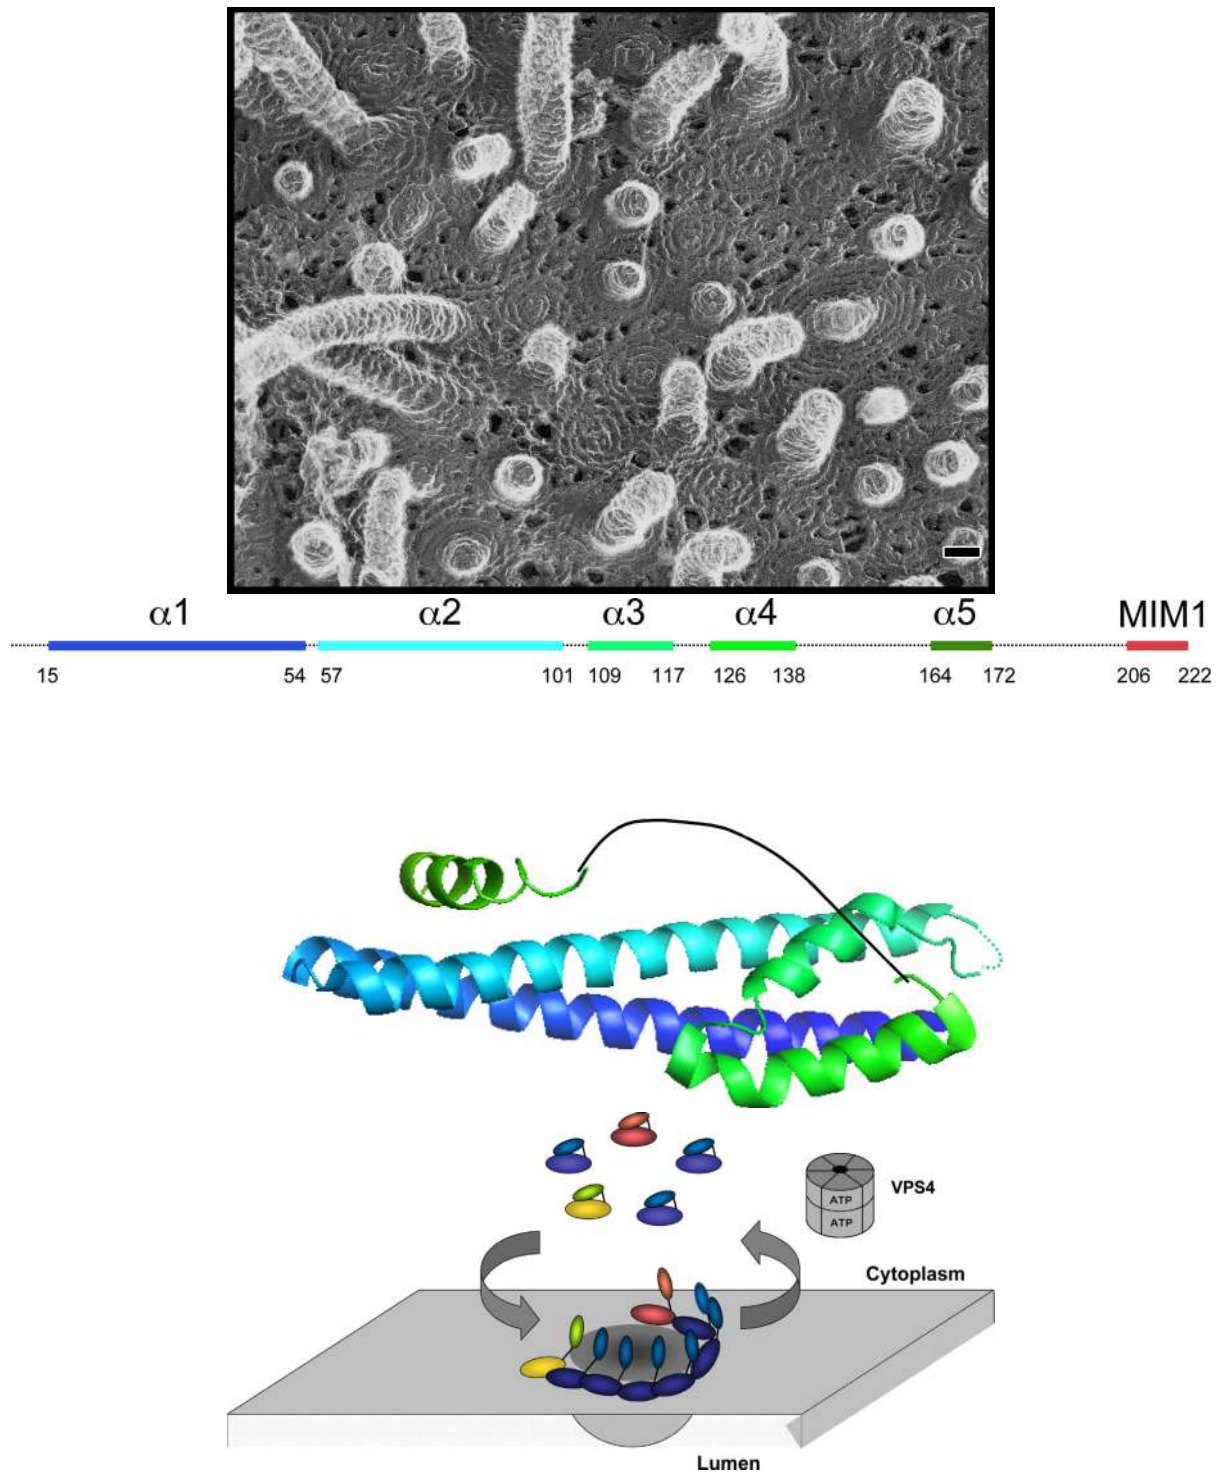 α1 α2 α3 α4 α5 MIM1
15 54 57 101 109 117 126 138 164 172 206 222
VPS4
ATP
ATP
Cytoplasm
Lumen